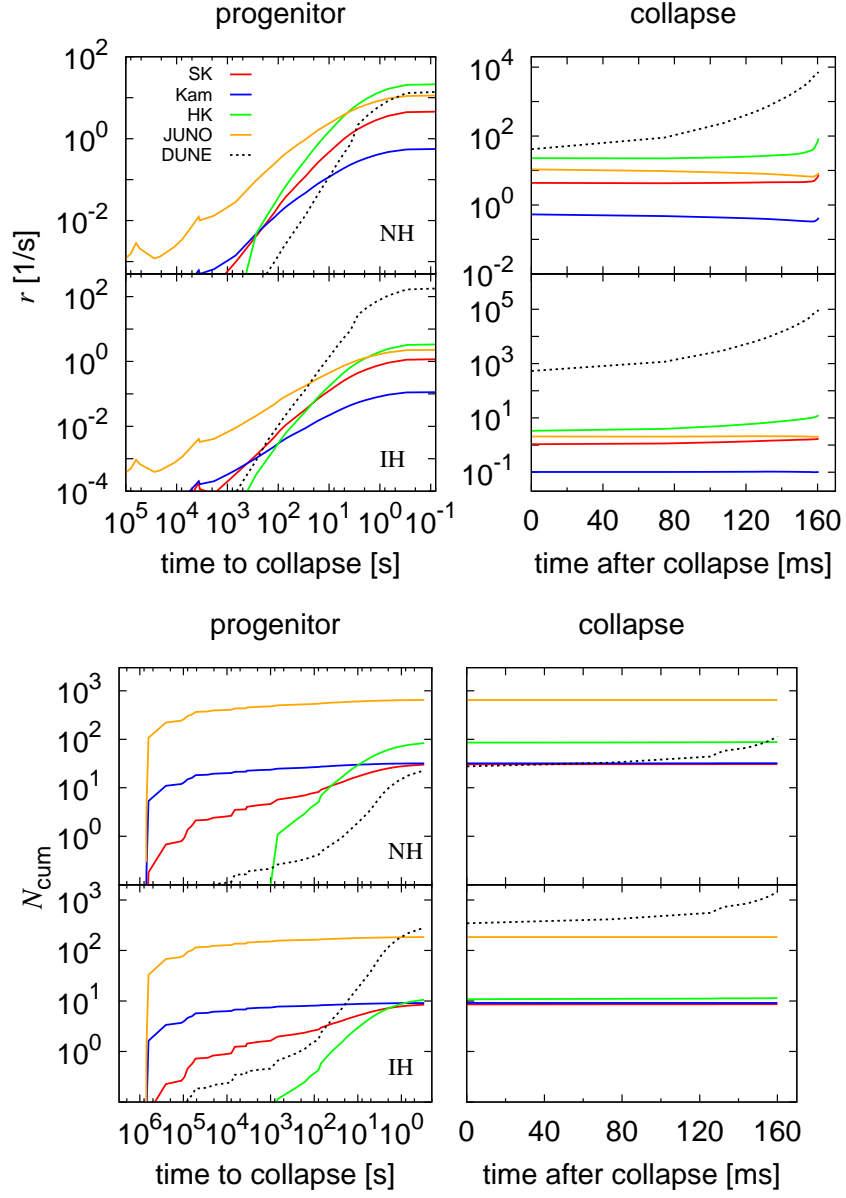 progenitor collapse
SK
Kam
HK
JUNO
DUNE
10^2
10^0
10^-2
NH
10^4
10^2
10^0
10^-2
r [1/s]
10^2
10^0
10^-2
10^-4
IH
10^5
10^3
10^1
10^-1
10^5 10^4 10^3 10^2 10^1 10^0 10^-1
0 40 80 120 160
time to collapse [s] time after collapse [ms]
progenitor collapse
10^3
10^2
10^1
10^0
NH
N_cum
10^3
10^2
10^1
10^0
IH
10^6 10^5 10^4 10^3 10^2 10^1 10^0
0 40 80 120 160
time to collapse [s] time after collapse [ms]